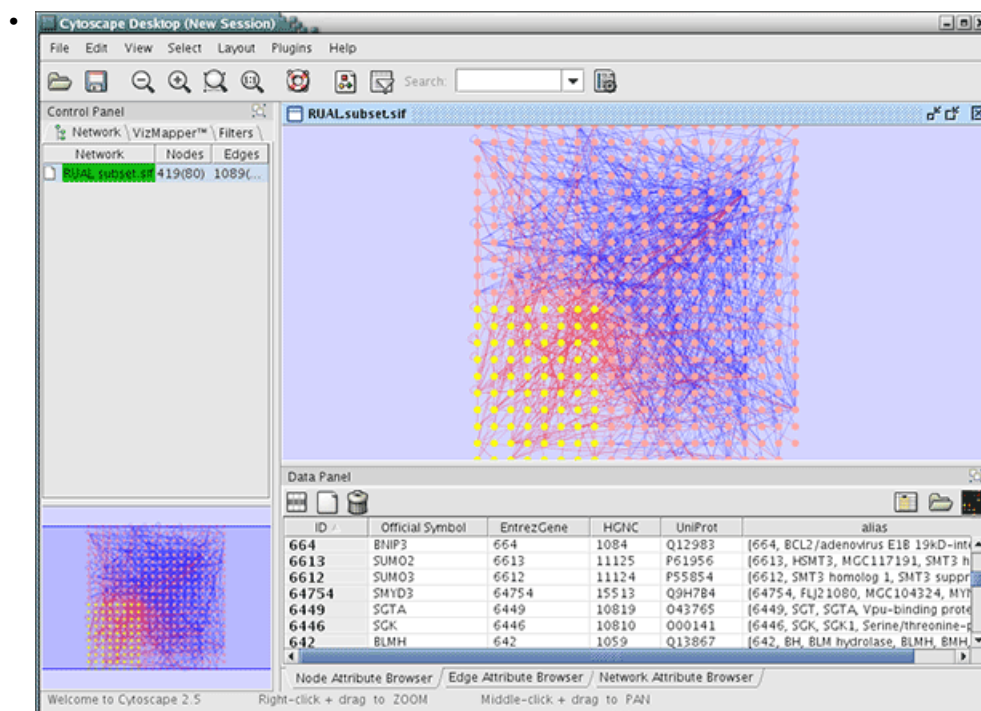 Cytoscape Desktop (New Session)
File Edit View Select Layout Plugins Help
Search:
Control Panel
Network VizMapper™ Filters
Network Nodes Edges
RUAL.subset.sif 419(80) 1089(...
RUAL.subset.sif
Data Panel
ID Official Symbol EntrezGene HGNC UniProt alias
664 BNIP3 664 1084 Q12983 [664, BCL2/adenovirus E1B 19kD-inte
6613 SUMO2 6613 11125 P61956 [6613, HSMT3, MGC117191, SMT3 h
6612 SUMO3 6612 11124 P55854 [6612, SMT3 homolog 1, SMT3 suppr
64754 SMYD3 64754 15513 Q9H7B4 [64754, FLJ21080, MGC104324, MYN
6449 SGTA 6449 10819 O43765 [6449, SGT, SGTA, Vpu-binding prote
6446 SGK 6446 10810 O00141 [6446, SGK, SGK1, Serine/threonine-p
642 BLMH 642 1059 Q13867 [642, BH, BLM hydrolase, BLMH, BMH,
Node Attribute Browser Edge Attribute Browser Network Attribute Browser
Welcome to Cytoscape 2.5 Right-click + drag to ZOOM Middle-click + drag to PAN